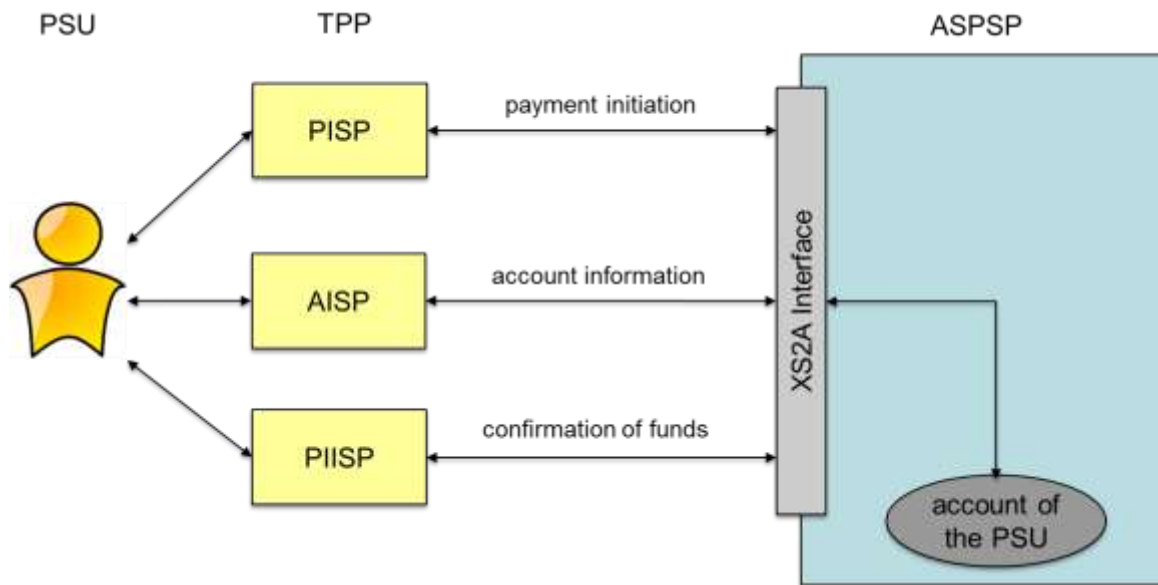 PSU
TPP
ASPSP
PISP
payment initiation
AISP
account information
PIISP
confirmation of funds
XS2A Interface
account of
the PSU